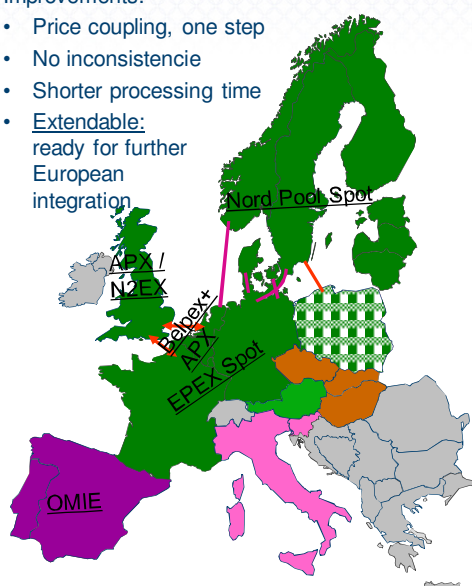 Improvements:
• Price coupling, one step
• No inconsistencie
• Shorter processing time
• Extendable:
ready for further
European
integration
Nord Pool Spot
APX /
N2EX
Belpex+
APX
EPEX Spot
OMIE